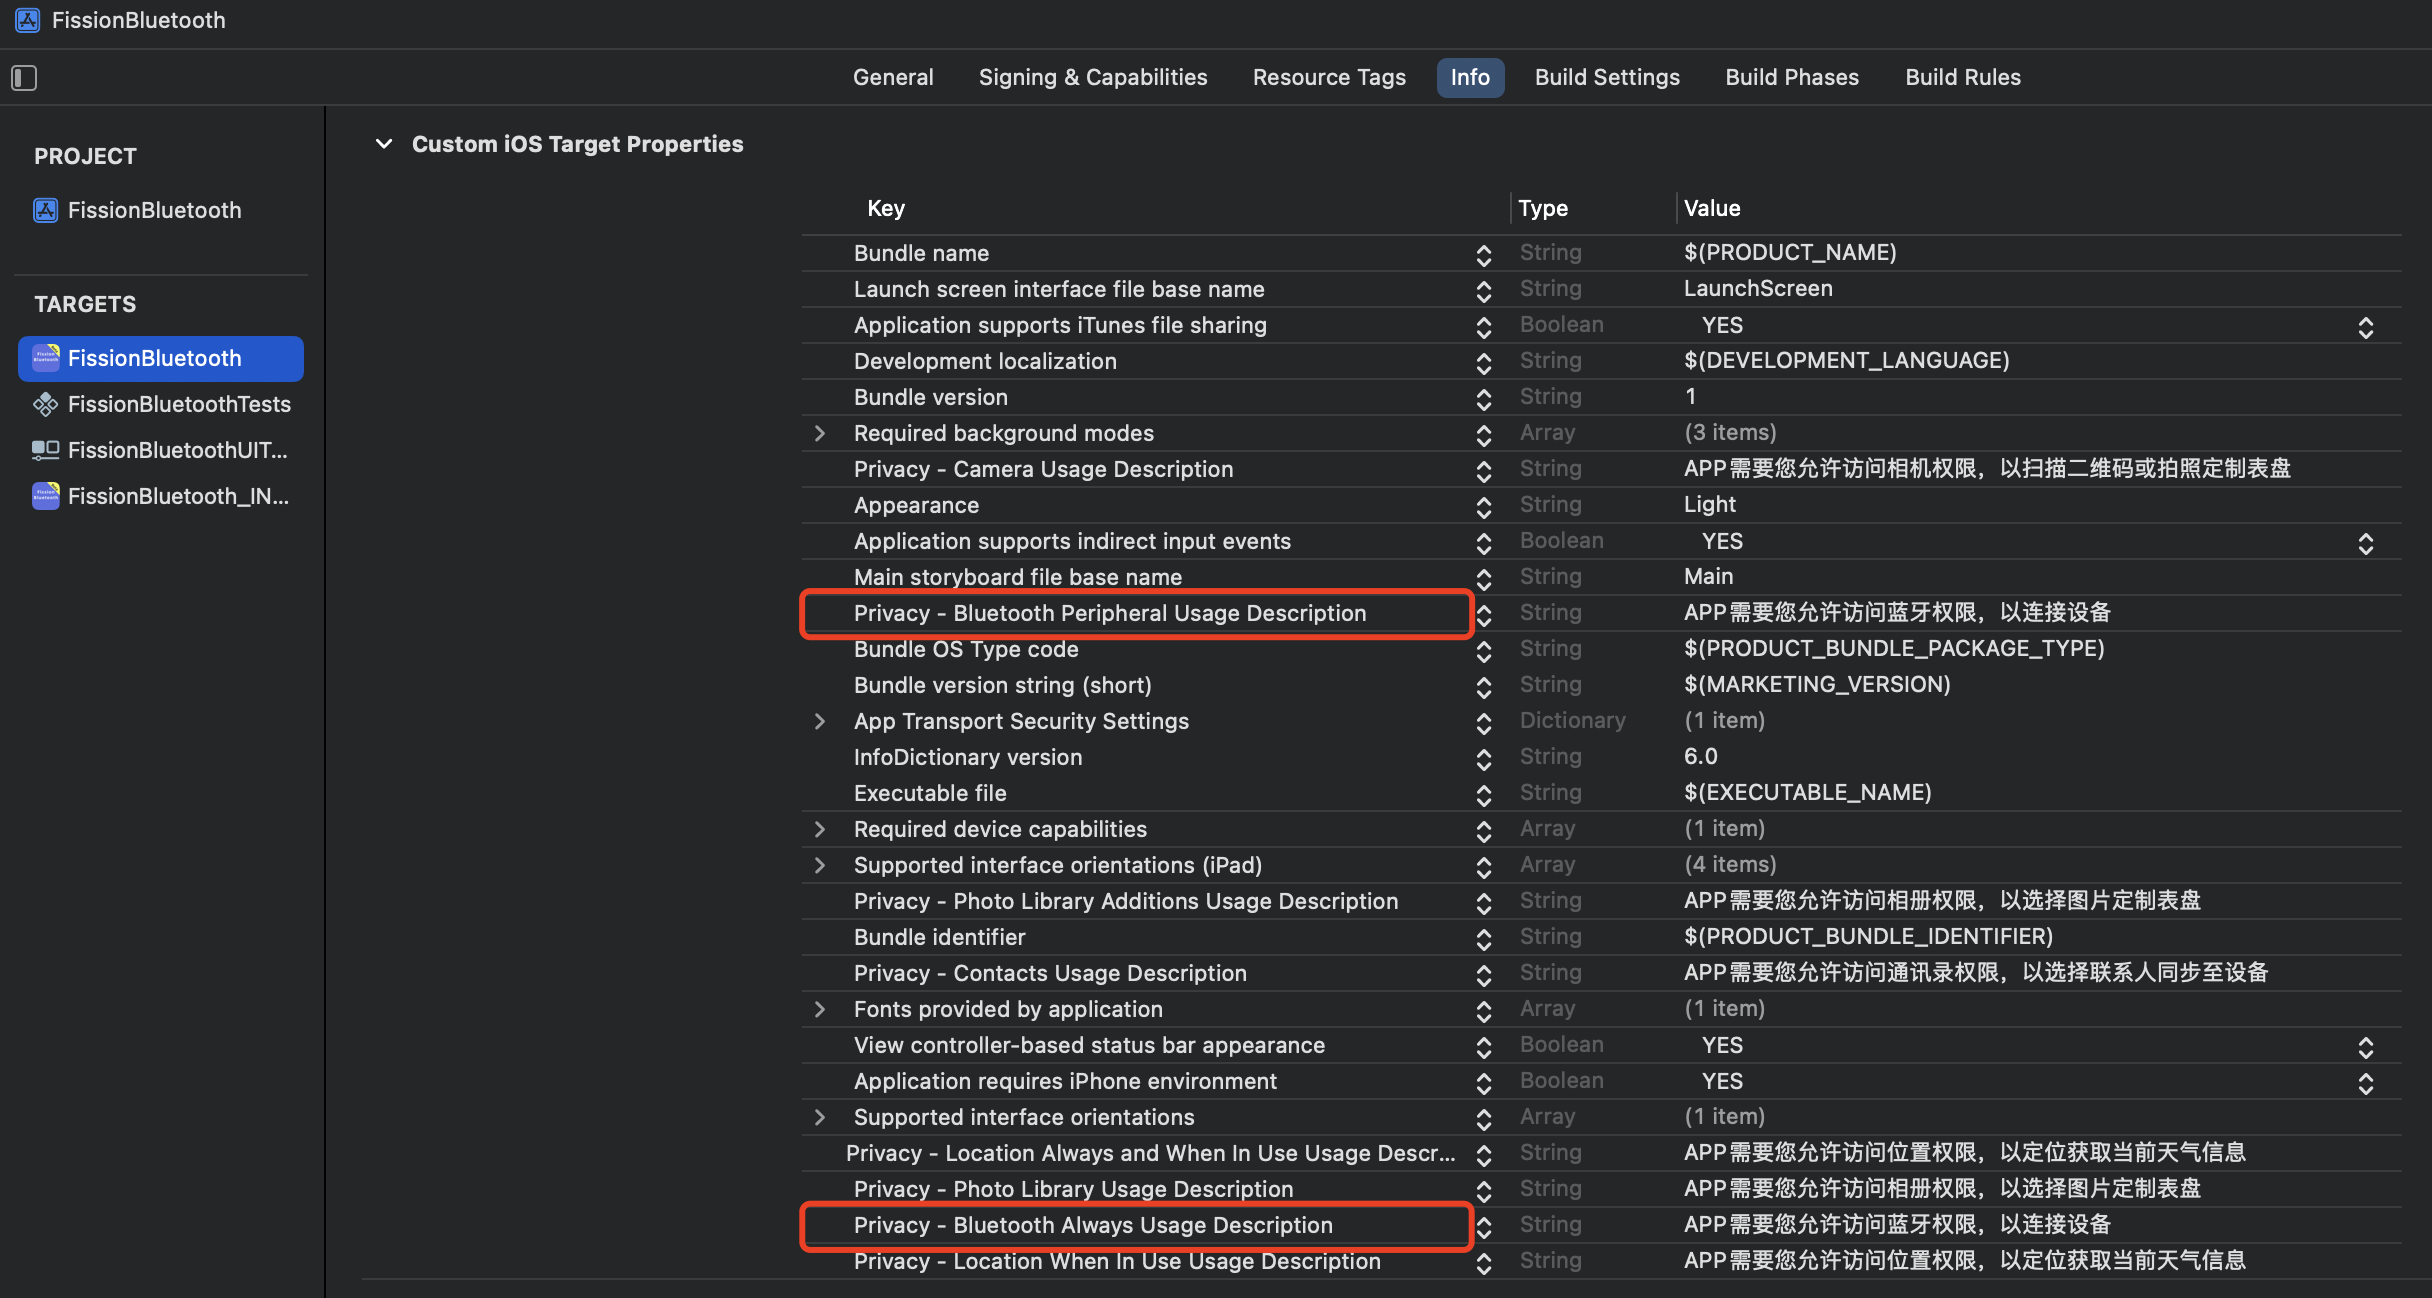 FissionBluetooth
General Signing & Capabilities Resource Tags Info Build Settings Build Phases Build Rules
PROJECT
FissionBluetooth
TARGETS
FissionBluetooth
FissionBluetoothTests
FissionBluetoothUIT...
FissionBluetooth_IN...
Custom iOS Target Properties
Key Type Value
Bundle name String $(PRODUCT_NAME)
Launch screen interface file base name String LaunchScreen
Application supports iTunes file sharing Boolean YES
Development localization String $(DEVELOPMENT_LANGUAGE)
Bundle version String 1
Required background modes Array (3 items)
Privacy - Camera Usage Description String APP需要您允许访问相机权限，以扫描二维码或拍照定制表盘
Appearance String Light
Application supports indirect input events Boolean YES
Main storyboard file base name String Main
Privacy - Bluetooth Peripheral Usage Description String APP需要您允许访问蓝牙权限，以连接设备
Bundle OS Type code String $(PRODUCT_BUNDLE_PACKAGE_TYPE)
Bundle version string (short) String $(MARKETING_VERSION)
App Transport Security Settings Dictionary (1 item)
InfoDictionary version String 6.0
Executable file String $(EXECUTABLE_NAME)
Required device capabilities Array (1 item)
Supported interface orientations (iPad) Array (4 items)
Privacy - Photo Library Additions Usage Description String APP需要您允许访问相册权限，以选择图片定制表盘
Bundle identifier String $(PRODUCT_BUNDLE_IDENTIFIER)
Privacy - Contacts Usage Description String APP需要您允许访问通讯录权限，以选择联系人同步至设备
Fonts provided by application Array (1 item)
View controller-based status bar appearance Boolean YES
Application requires iPhone environment Boolean YES
Supported interface orientations Array (1 item)
Privacy - Location Always and When In Use Usage Descr... String APP需要您允许访问位置权限，以定位获取当前天气信息
Privacy - Photo Library Usage Description String APP需要您允许访问相册权限，以选择图片定制表盘
Privacy - Bluetooth Always Usage Description String APP需要您允许访问蓝牙权限，以连接设备
Privacy - Location When In Use Usage Description String APP需要您允许访问位置权限，以定位获取当前天气信息